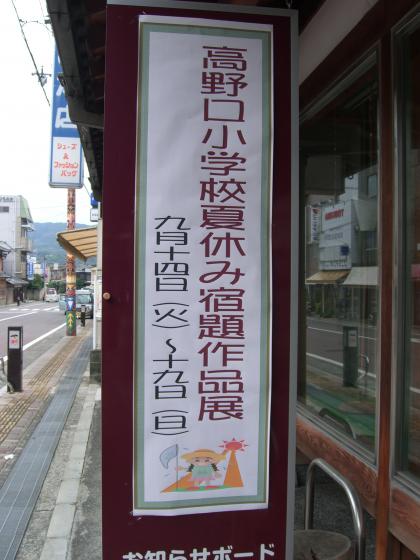 高野口小学校夏休み宿題作品展
九月十四日（火）～十九日（日）
お知らせボード
店
シューズ
&
ファッション
バッグ